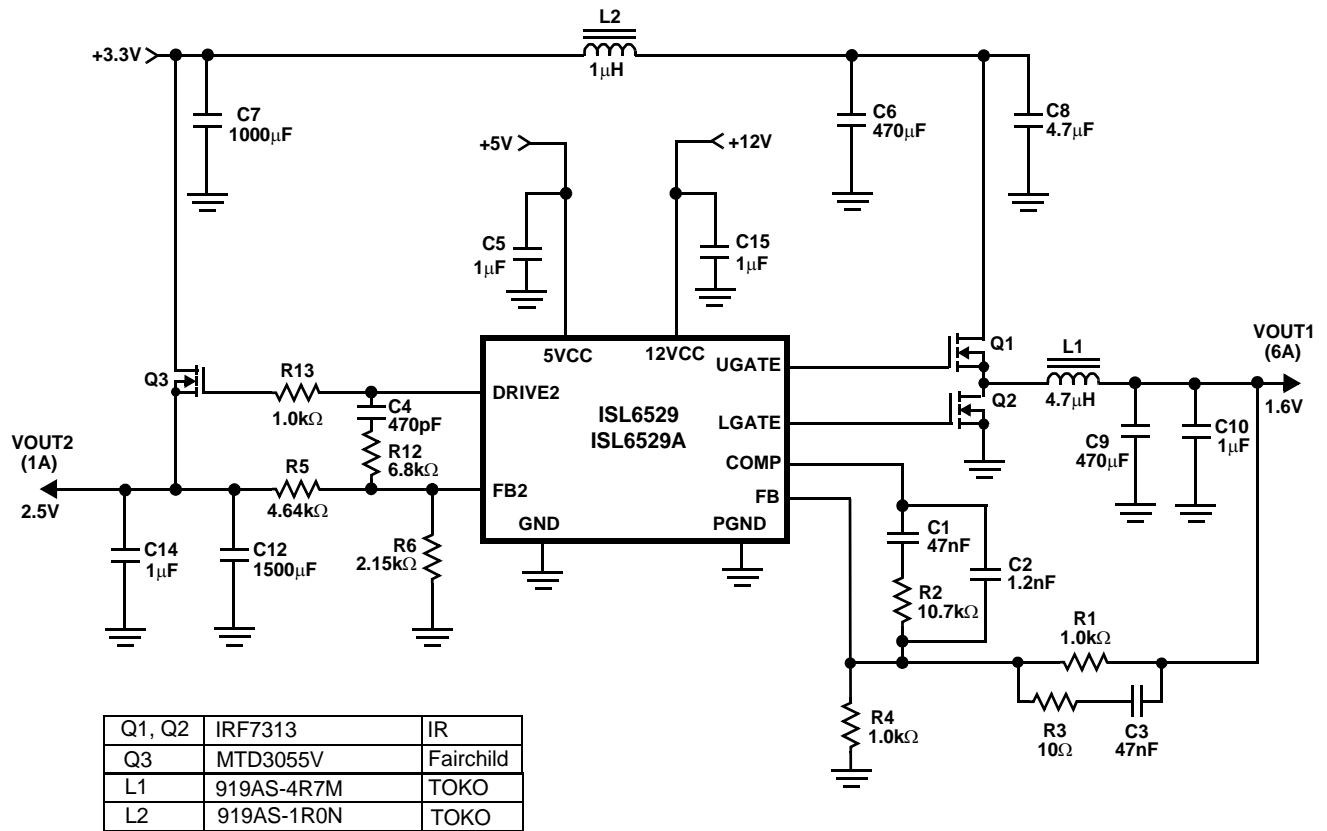 L2
+3.3V
1µH
C7
1000µF
C6
470µF
C8
4.7µF
+5V
+12V
C5
1µF
C15
1µF
5VCC
12VCC
UGATE
Q1
VOUT1
(6A)
L1
Q3
R13
1.0kΩ
DRIVE2
C4
470pF
ISL6529
ISL6529A
LGATE
Q2
4.7µH
1.6V
C9
470µF
C10
1µF
VOUT2
(1A)
R12
6.8kΩ
COMP
2.5V
R5
4.64kΩ
FB2
FB
GND
PGND
C14
1µF
C12
1500µF
R6
2.15kΩ
C1
47nF
C2
1.2nF
R2
10.7kΩ
R1
1.0kΩ
R4
1.0kΩ
R3
10Ω
C3
47nF
Q1, Q2 IRF7313 IR
Q3 MTD3055V Fairchild
L1 919AS-4R7M TOKO
L2 919AS-1R0N TOKO